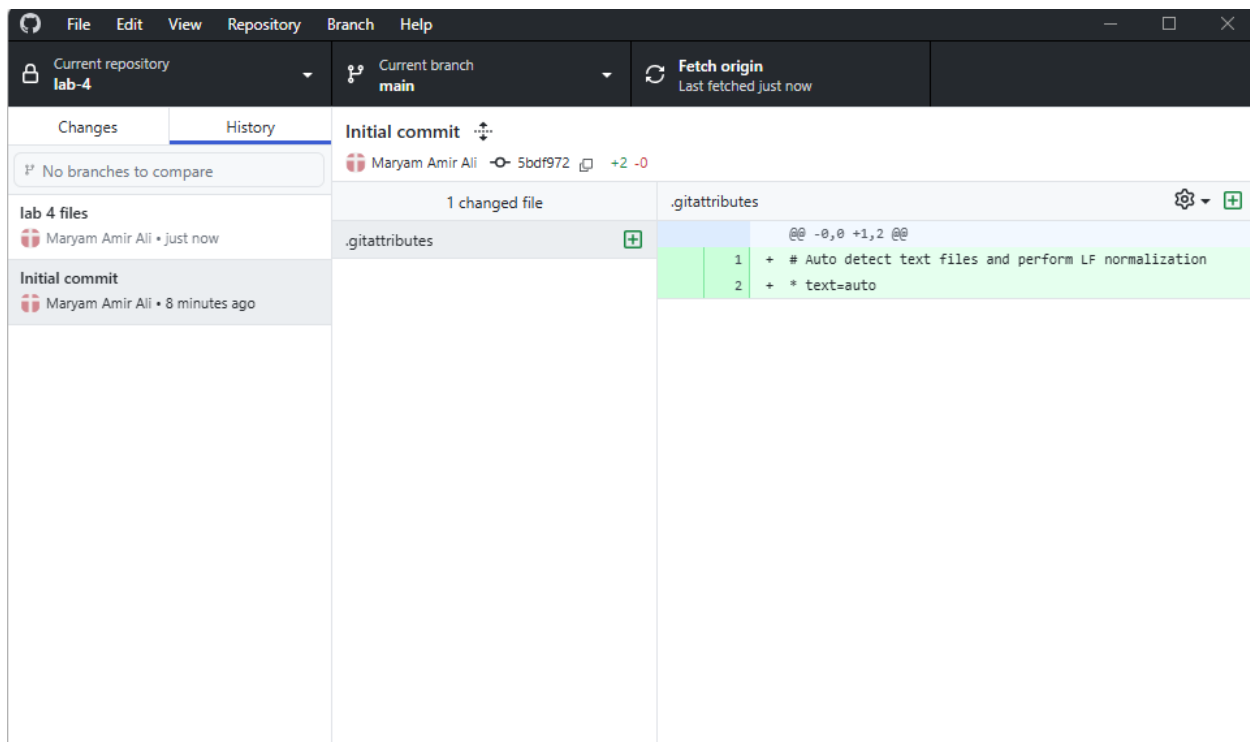 File Edit View Repository Branch Help
Current repository
lab-4
Current branch
main
Fetch origin
Last fetched just now
Changes History
No branches to compare
lab 4 files
Maryam Amir Ali • just now
Initial commit
Maryam Amir Ali • 8 minutes ago
Initial commit
Maryam Amir Ali 5bdf972 +2 -0
1 changed file
.gitattributes
.gitattributes
@@ -0,0 +1,2 @@
1 + # Auto detect text files and perform LF normalization
2 + * text=auto